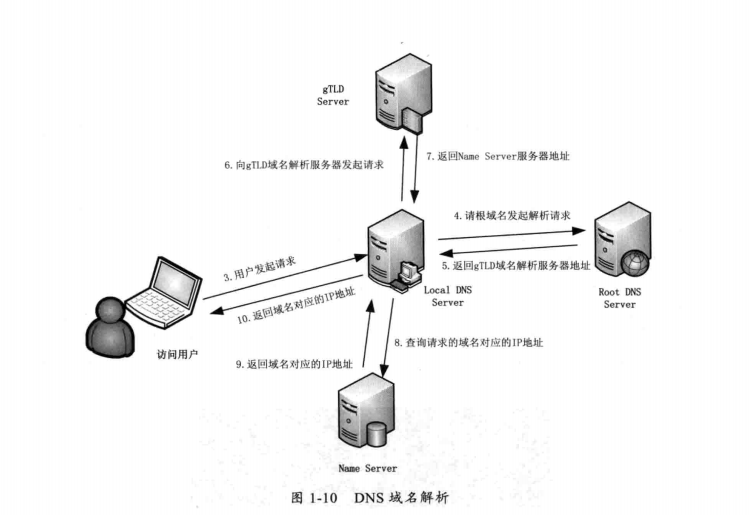 gTLD
Server
6.向gTLD域名解析服务器发起请求
7.返回Name Server服务器地址
4.请根域名发起解析请求
3.用户发起请求
5.返回gTLD域名解析服务器地址
Local DNS
Server
Root DNS
Server
10.返回域名对应的IP地址
访问用户
8.查询请求的域名对应的IP地址
9.返回域名对应的IP地址
Name Server
图 1-10 DNS 域名解析